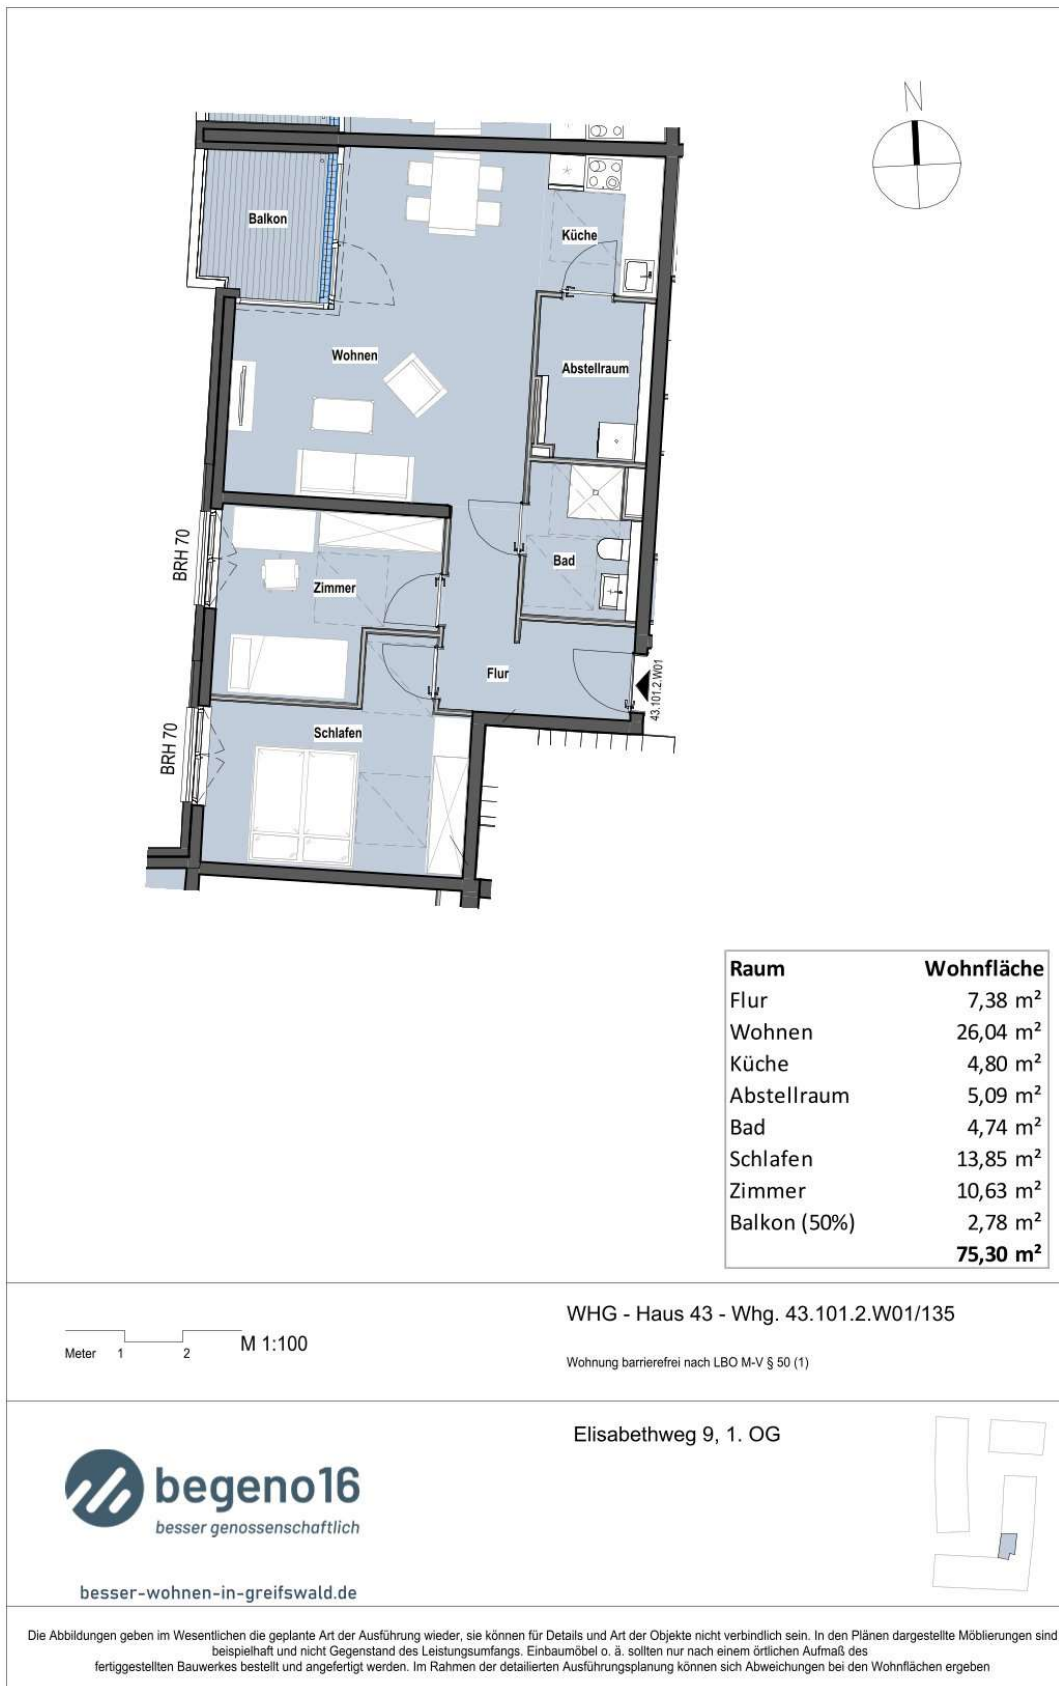 N
Balkon
Küche
Wohnen
Abstellraum
BRH 70
Zimmer
Bad
Flur
43.101.2.W01
BRH 70
Schlafen
Raum Wohnfläche
Flur 7,38 m²
Wohnen 26,04 m²
Küche 4,80 m²
Abstellraum 5,09 m²
Bad 4,74 m²
Schlafen 13,85 m²
Zimmer 10,63 m²
Balkon (50%) 2,78 m²
75,30 m²
Meter 1 2 M 1:100
WHG - Haus 43 - Whg. 43.101.2.W01/135
Wohnung barrierefrei nach LBO M-V § 50 (1)
Elisabethweg 9, 1. OG
begeno16
besser genossenschaftlich
besser-wohnen-in-greifswald.de
Die Abbildungen geben im Wesentlichen die geplante Art der Ausführung wieder, sie können für Details und Art der Objekte nicht verbindlich sein. In den Plänen dargestellte Möblierungen sind
beispielhaft und nicht Gegenstand des Leistungsumfangs. Einbaumöbel o. ä. sollten nur nach einem örtlichen Aufmaß des
fertiggestellten Bauwerkes bestellt und angefertigt werden. Im Rahmen der detailierten Ausführungsplanung können sich Abweichungen bei den Wohnflächen ergeben